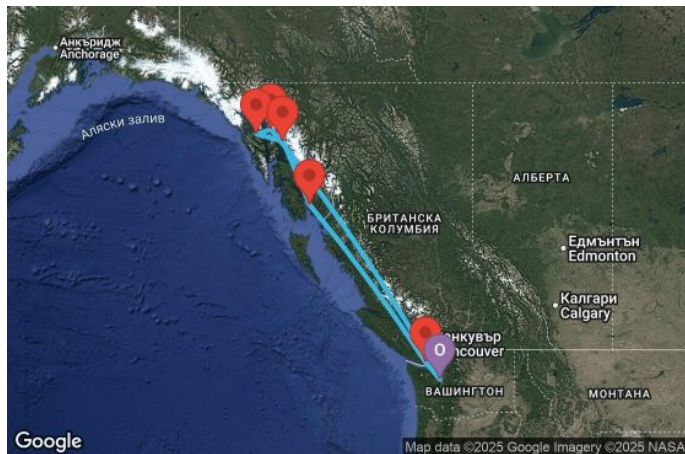 Анкъридж
Anchorage
Аляски залив
АЛБЕРТА
БРИТАНСКА
КОЛУМБИЯ
Едмънтън
Edmonton
Калгари
Calgary
нкувър
ncouver
O
ВАШИНГТОН
МОНТАНА
Google
Map data ©2025 Google Imagery ©2025 NASA